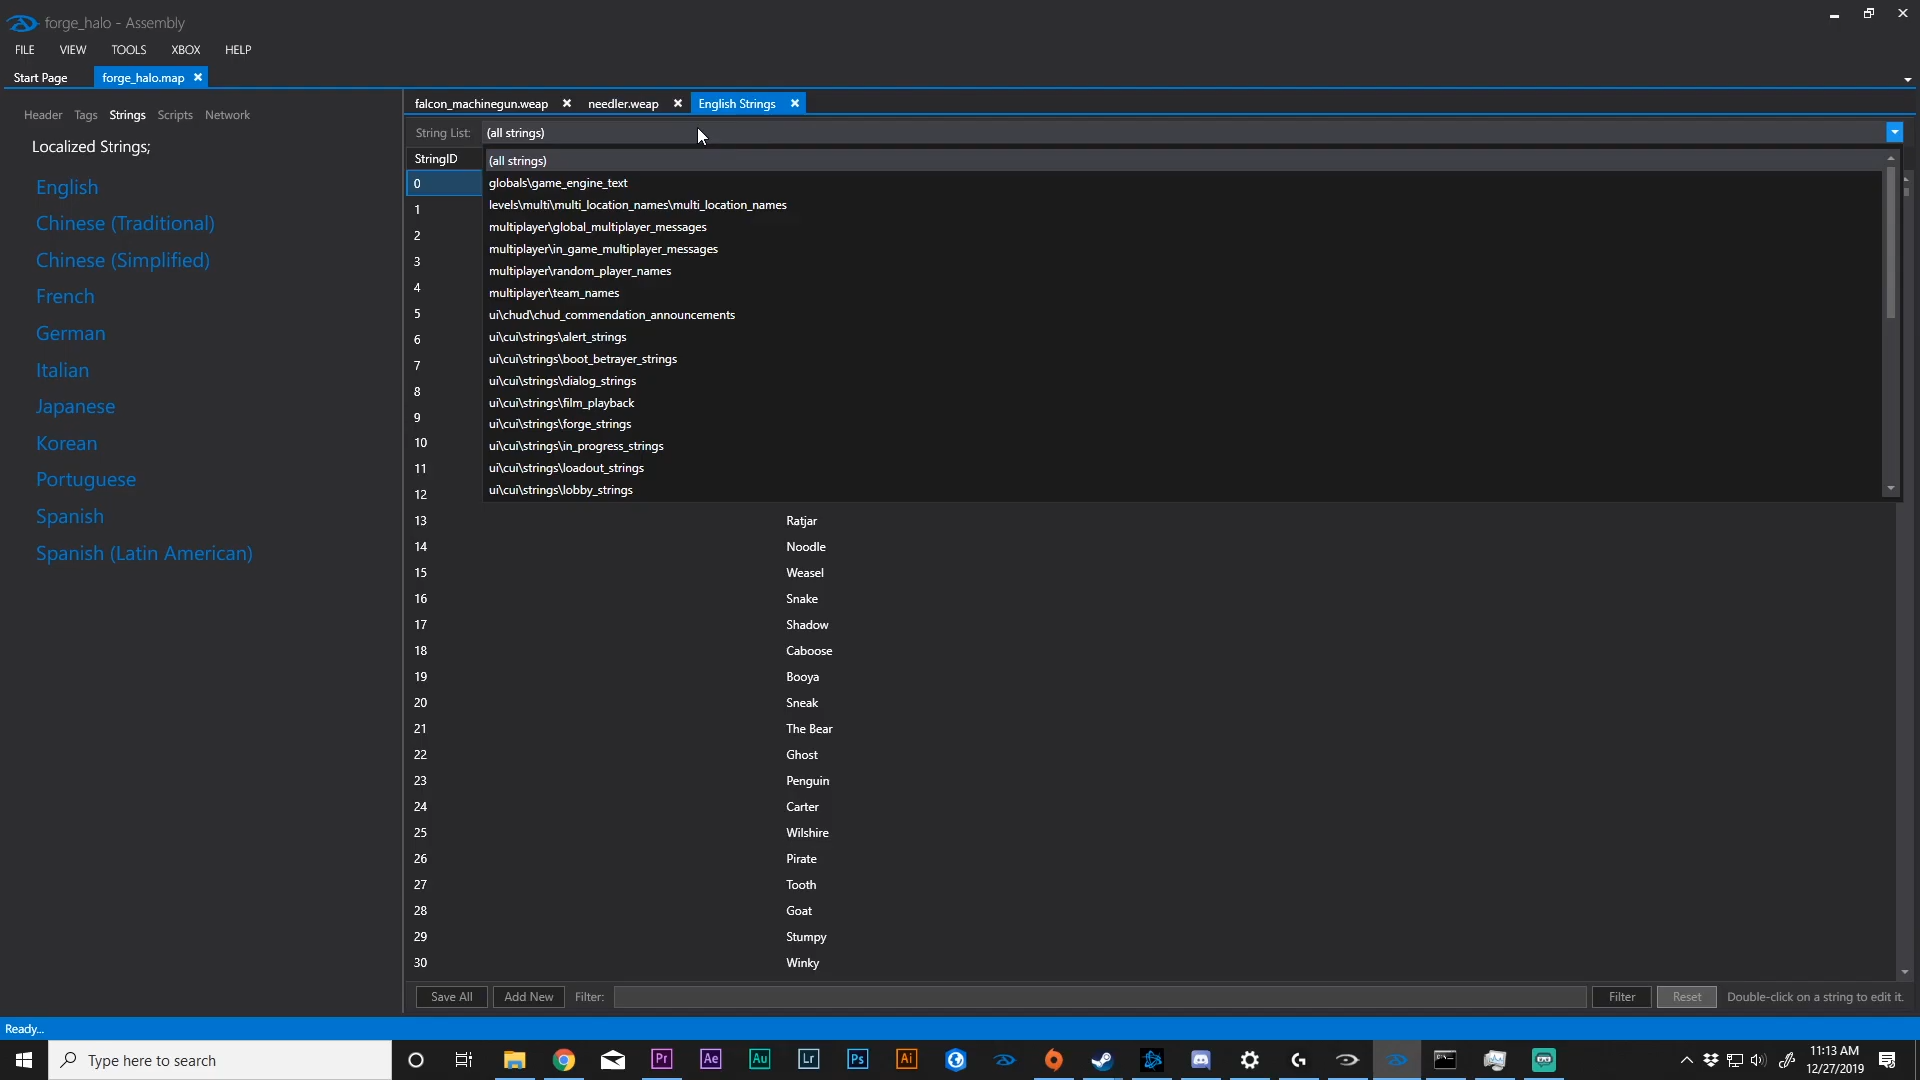 forge_halo - Assembly
FILE VIEW TOOLS XBOX HELP
Start Page forge_halo.map
Header Tags Strings Scripts Network
Localized Strings;
English
Chinese (Traditional)
Chinese (Simplified)
French
German
Italian
Japanese
Korean
Portuguese
Spanish
Spanish (Latin American)
falcon_machinegun.weap needler.weap English Strings
String List: (all strings)
StringID
(all strings)
globals\game_engine_text
levels\multi\multi_location_names\multi_location_names
multiplayer\global_multiplayer_messages
multiplayer\in_game_multiplayer_messages
multiplayer\random_player_names
multiplayer\team_names
ui\chud\chud_commendation_announcements
ui\cui\strings\alert_strings
ui\cui\strings\boot_betrayer_strings
ui\cui\strings\dialog_strings
ui\cui\strings\film_playback
ui\cui\strings\forge_strings
ui\cui\strings\in_progress_strings
ui\cui\strings\loadout_strings
ui\cui\strings\lobby_strings
0
1
2
3
4
5
6
7
8
9
10
11
12
13 Ratjar
14 Noodle
15 Weasel
16 Snake
17 Shadow
18 Caboose
19 Booya
20 Sneak
21 The Bear
22 Ghost
23 Penguin
24 Carter
25 Wilshire
26 Pirate
27 Tooth
28 Goat
29 Stumpy
30 Winky
Save All Add New Filter: Filter Reset Double-click on a string to edit it.
Ready...
Type here to search
Pr Ae Au Lr Ps Ai
11:13 AM
12/27/2019